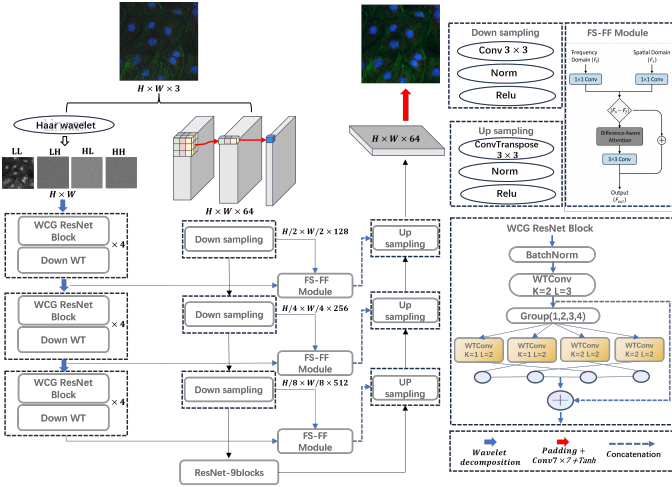 H × W × 3
Haar wavelet
LL LH HL HH
H × W
WCG ResNet
Block
Down WT
× 4
WCG ResNet
Block
Down WT
× 4
WCG ResNet
Block
Down WT
× 4
H × W × 64
Down sampling
H/2 × W/2 × 128
FS-FF
Module
Down sampling
H/4 × W/4 × 256
FS-FF
Module
Down sampling
H/8 × W/8 × 512
FS-FF
Module
ResNet-9blocks
H × W × 64
Up
sampling
Up
sampling
UP
sampling
Down sampling
Conv 3 × 3
Norm
Relu
Up sampling
ConvTranspose
3 × 3
Norm
Relu
FS-FF Module
Frequency
Domain (Ff)
Spatial Domain
(Fs)
1×1 Conv
1×1 Conv
Difference-Aware
Attention
3×3 Conv
Output
(Fout)
WCG ResNet Block
BatchNorm
WTConv
K=2 L=3
Group(1,2,3,4)
WTConv
K=1 L=2
WTConv
K=1 L=2
WTConv
K=2 L=2
WTConv
K=2 L=2
Wavelet
decomposition
Padding +
Conv7 × 7+Tanh
Concatenation